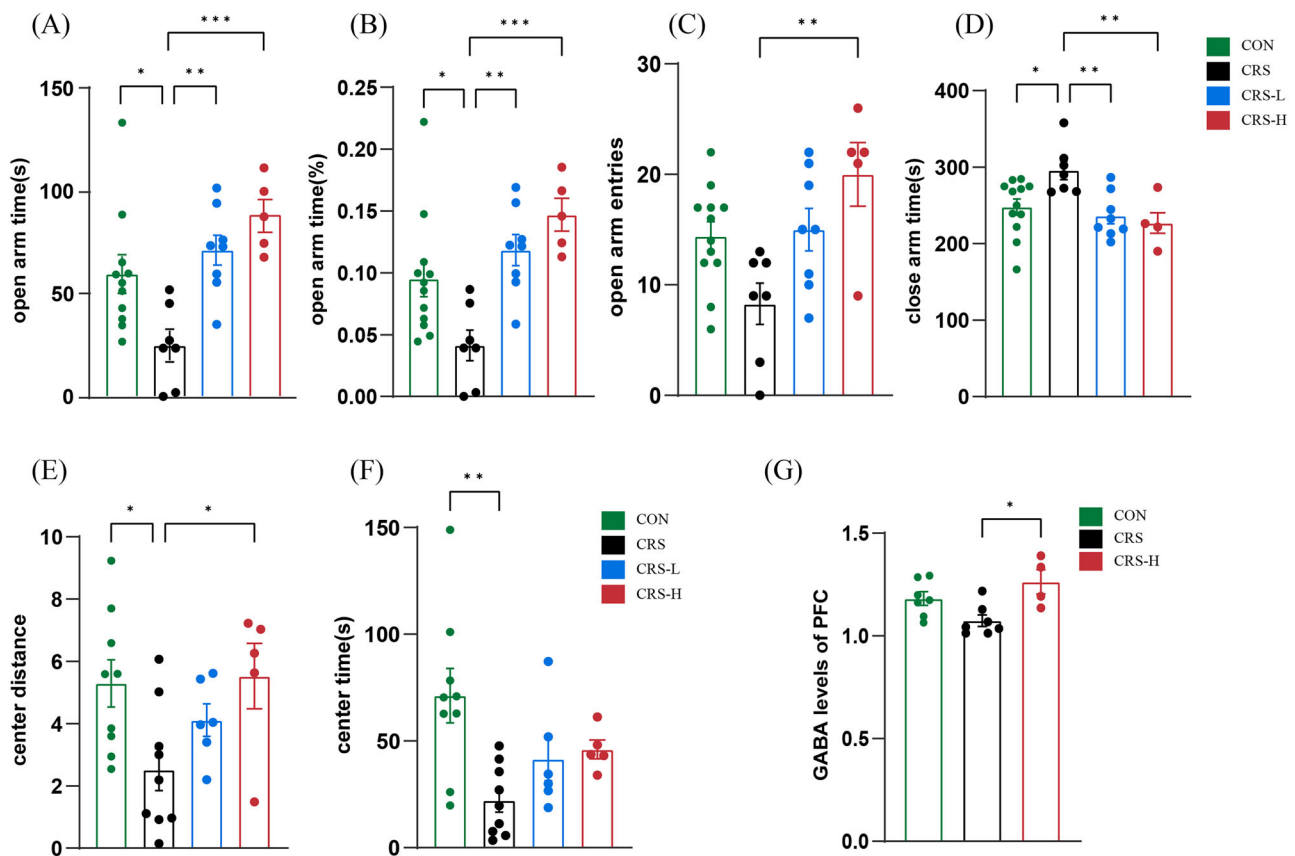 (A)
***
*
**
open arm time(s)
150
100
50
0
(B)
***
*
**
open arm time(%)
0.25
0.20
0.15
0.10
0.05
0.00
(C)
**
open arm entries
30
20
10
0
(D)
**
*
**
close arm time(s)
400
300
200
100
0
CON
CRS
CRS-L
CRS-H
(E)
*
*
center distance
10
8
6
4
2
0
(F)
**
center time(s)
150
100
50
0
CON
CRS
CRS-L
CRS-H
(G)
*
GABA levels of PFC
1.5
1.0
0.5
0.0
CON
CRS
CRS-H